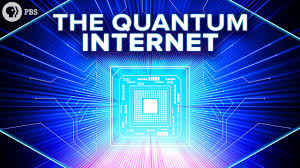 PBS
THE QUANTUM
INTERNET